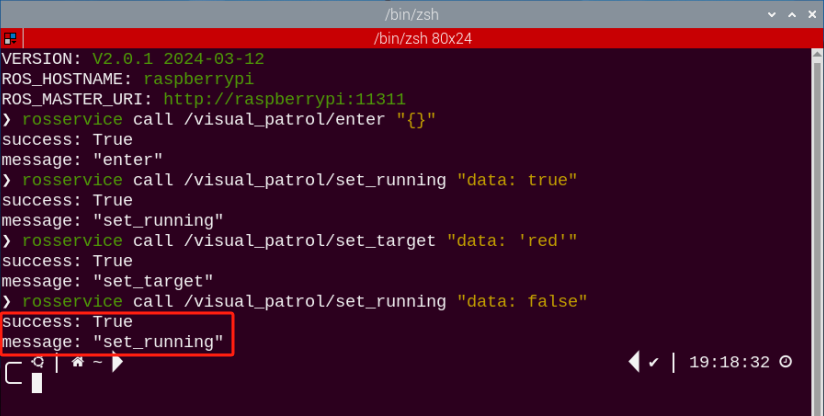 /bin/zsh
/bin/zsh 80x24
VERSION: V2.0.1 2024-03-12
ROS_HOSTNAME: raspberrypi
ROS_MASTER_URI: http://raspberrypi:11311
❯ rosservice call /visual_patrol/enter "{}"
success: True
message: "enter"
❯ rosservice call /visual_patrol/set_running "data: true"
success: True
message: "set_running"
❯ rosservice call /visual_patrol/set_target "data: 'red'"
success: True
message: "set_target"
❯ rosservice call /visual_patrol/set_running "data: false"
success: True
message: "set_running"
~ ✔ 19:18:32